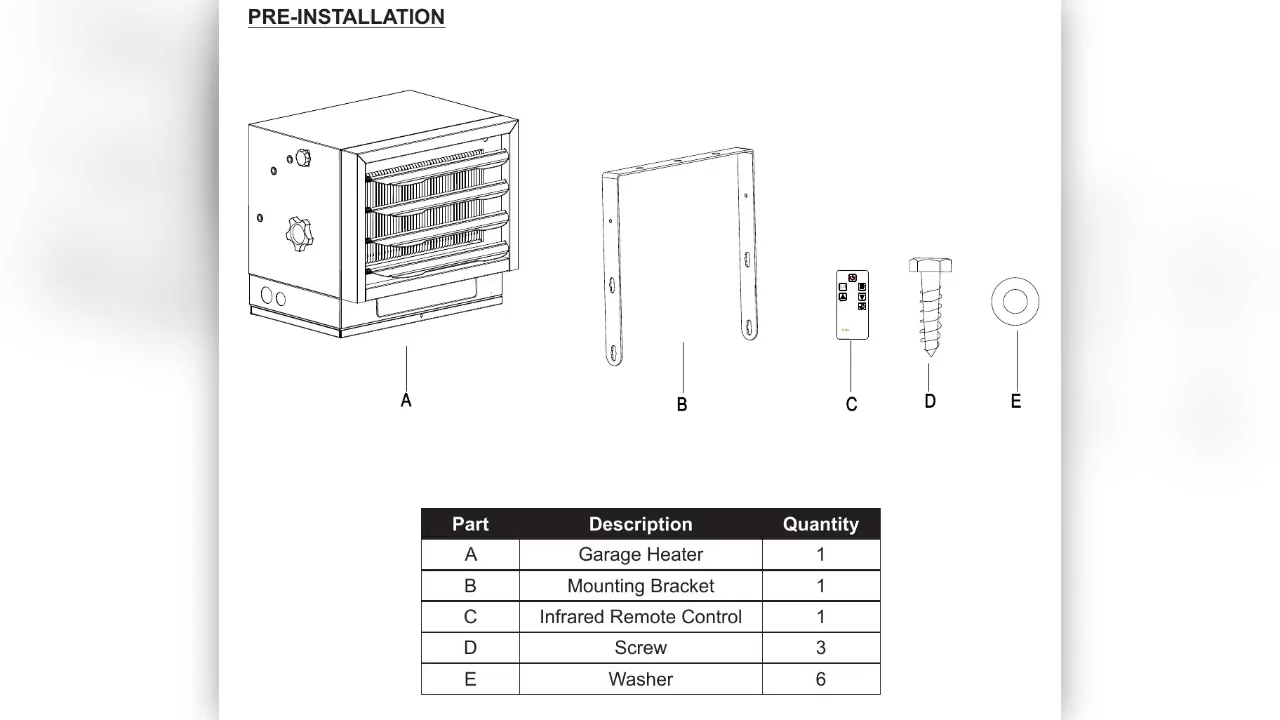 PRE-INSTALLATION
A
B
C
D
E
Part Description Quantity
A Garage Heater 1
B Mounting Bracket 1
C Infrared Remote Control 1
D Screw 3
E Washer 6